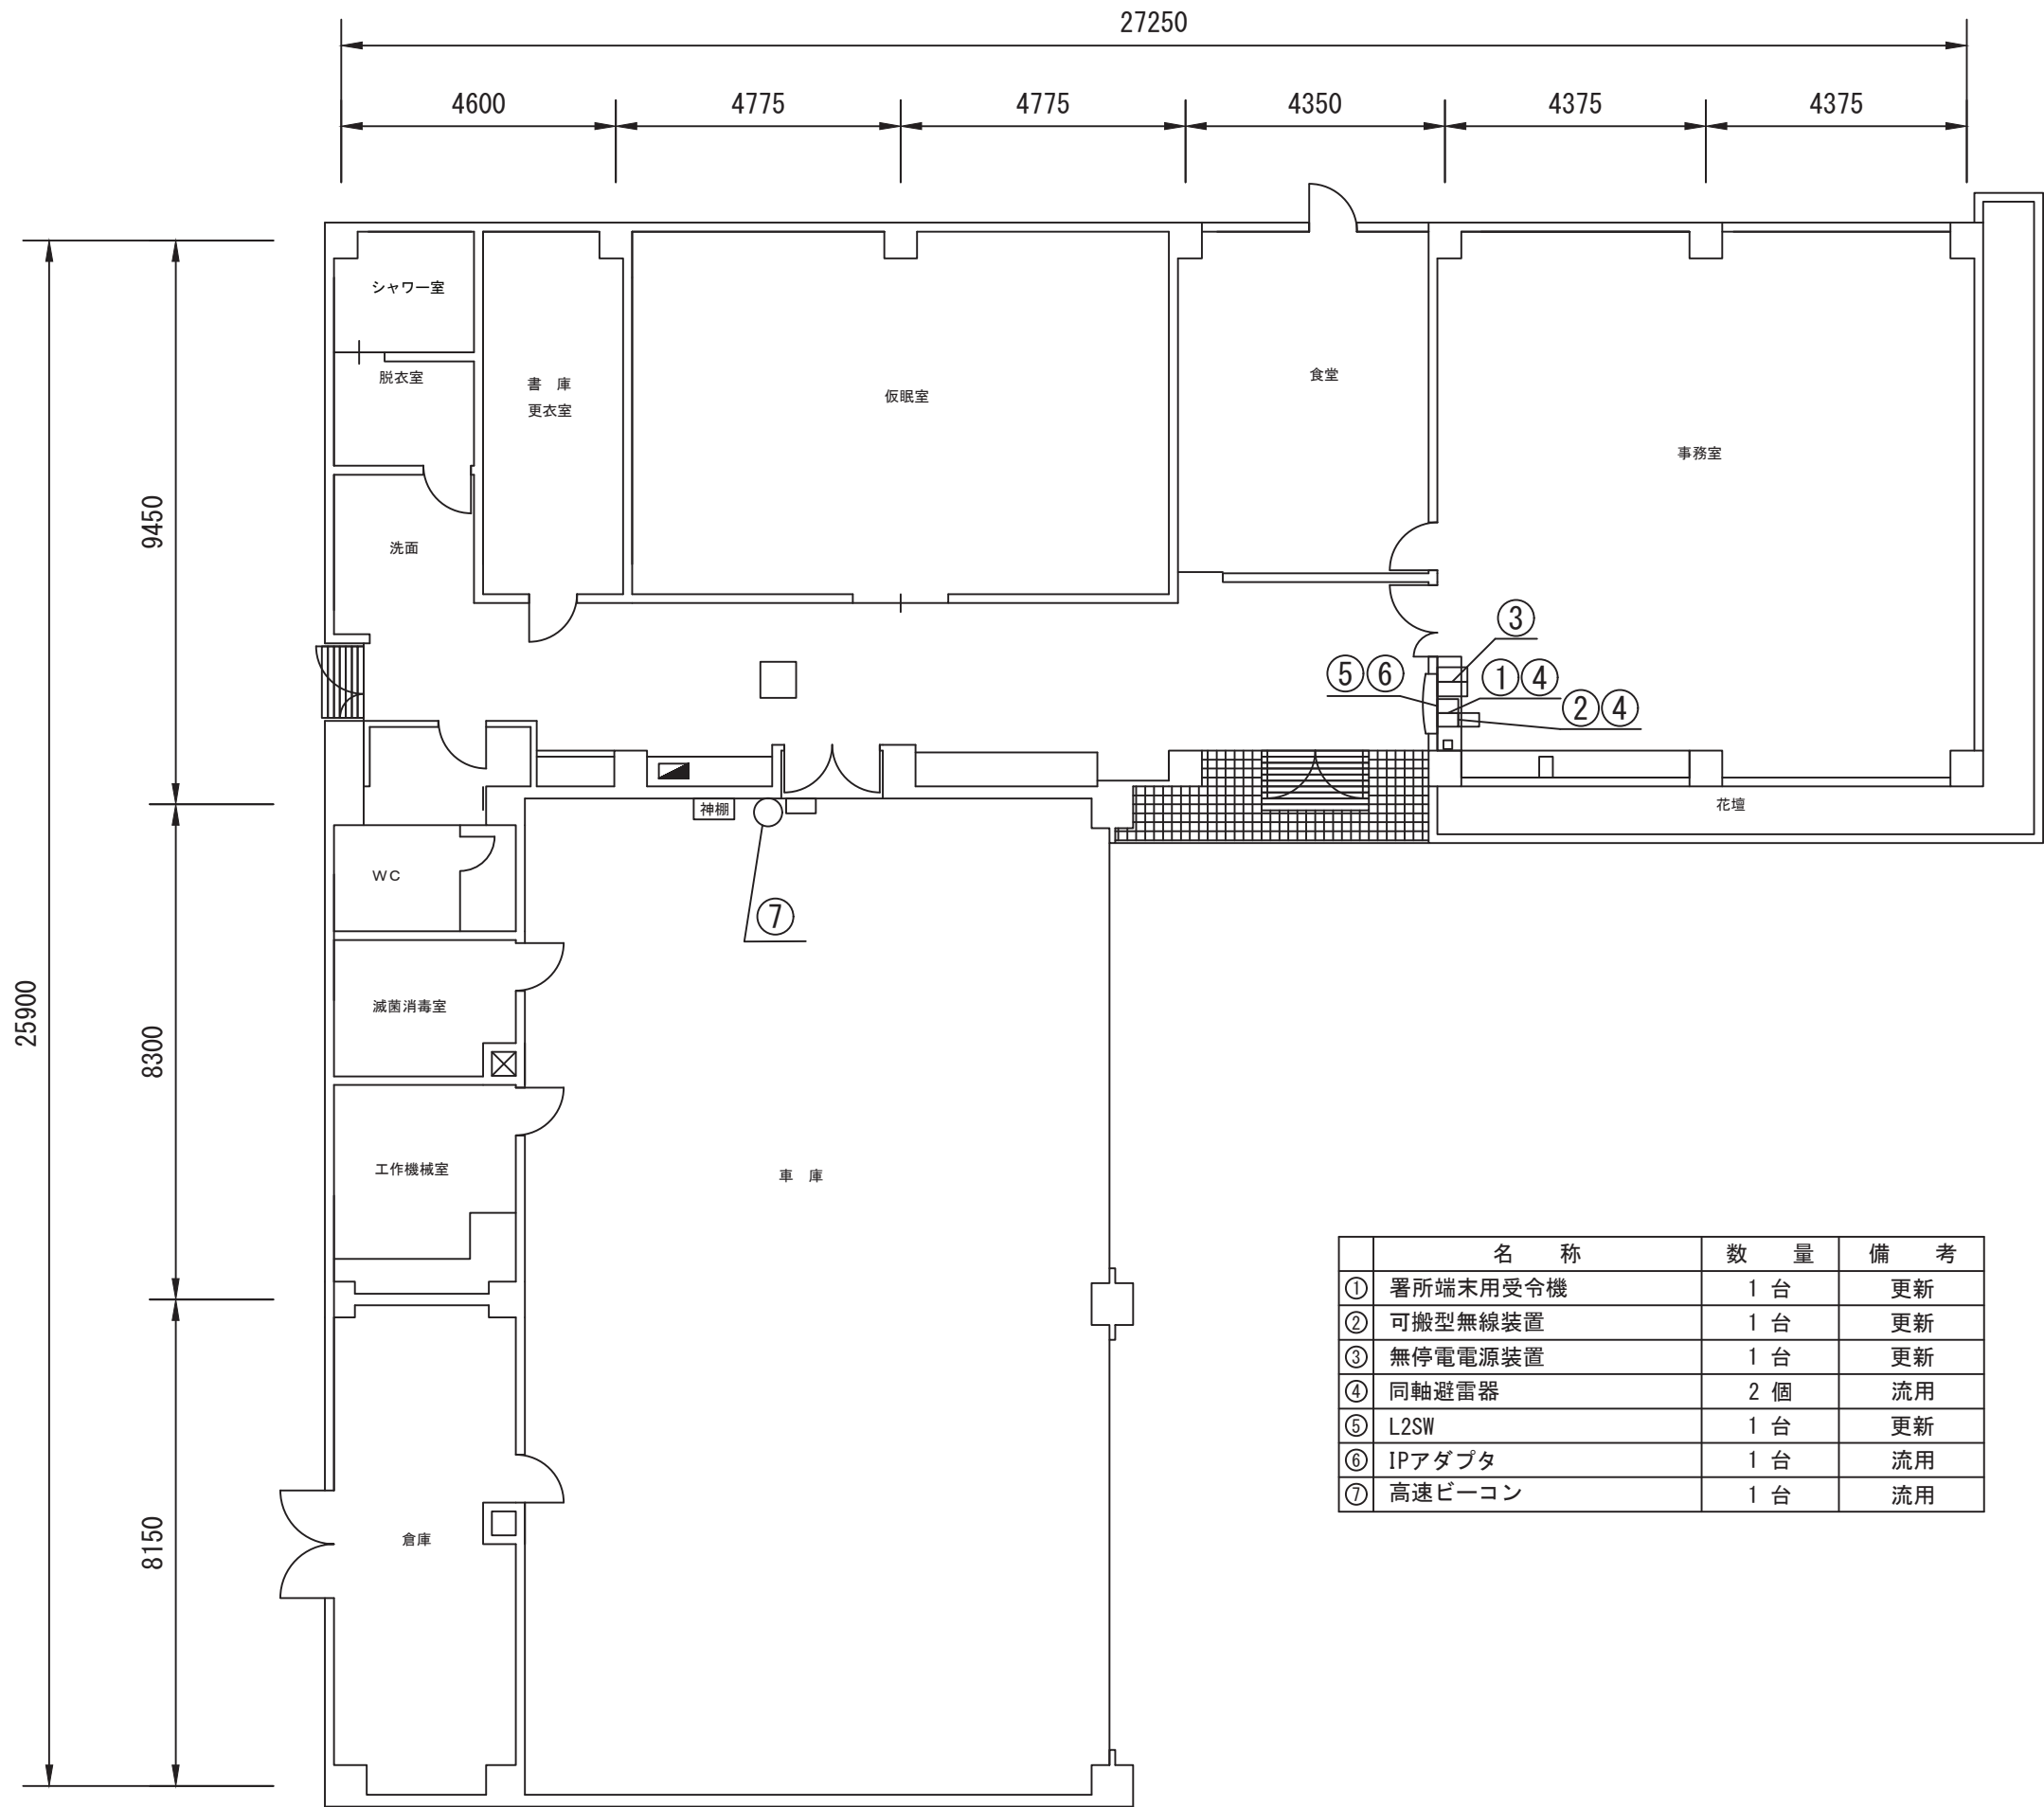 27250
4600 4775 4775 4350 4375 4375
シャワー室
脱衣室
書 庫
更衣室
仮眠室
食堂
事務室
9450
洗面
③
⑤⑥ ①④
②④
神棚
花壇
WC
⑦
25900
滅菌消毒室
8300
工作機械室
車 庫
名 称 数 量 備 考
① 署所端末用受令機 1 台 更新
② 可搬型無線装置 1 台 更新
③ 無停電電源装置 1 台 更新
④ 同軸避雷器 2 個 流用
⑤ L2SW 1 台 更新
⑥ IPアダプタ 1 台 流用
⑦ 高速ビーコン 1 台 流用
8150
倉庫